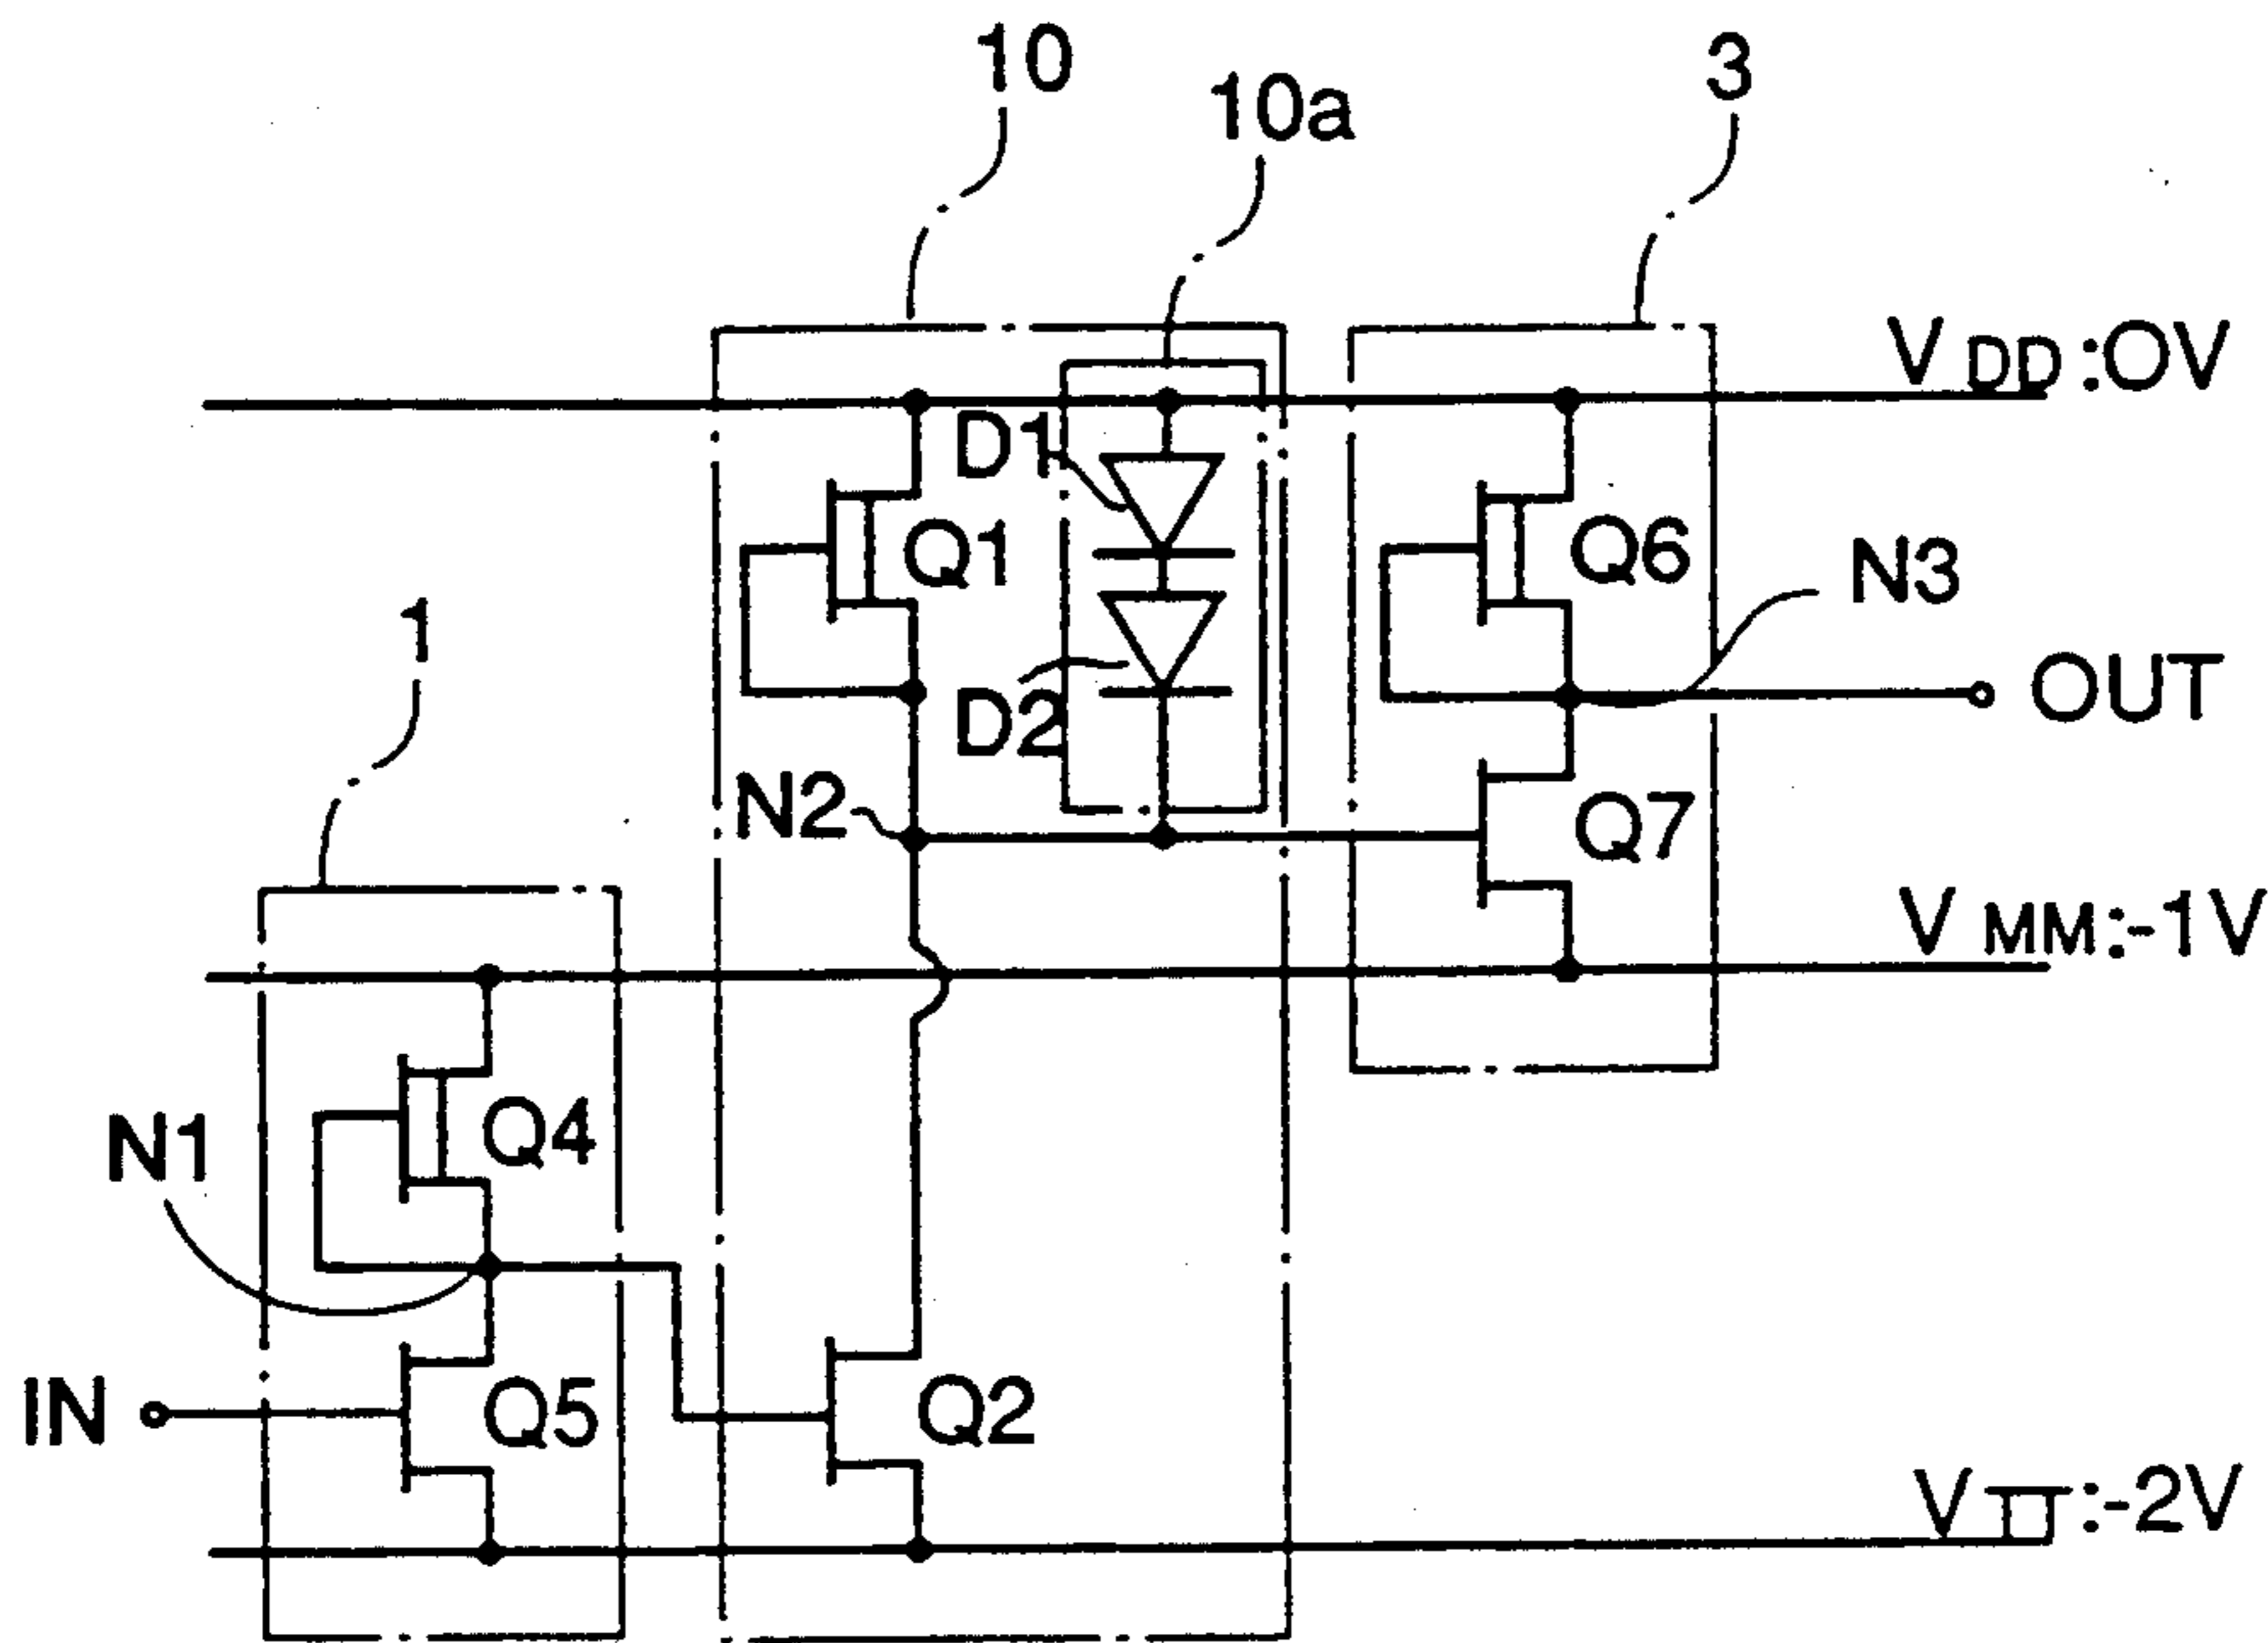 10
10a
3
VDD:0V
D1
Q1
Q6
N3
1
OUT
D2
N2
Q7
VMM:-1V
N1
Q4
IN
Q5
Q2
VTT:-2V